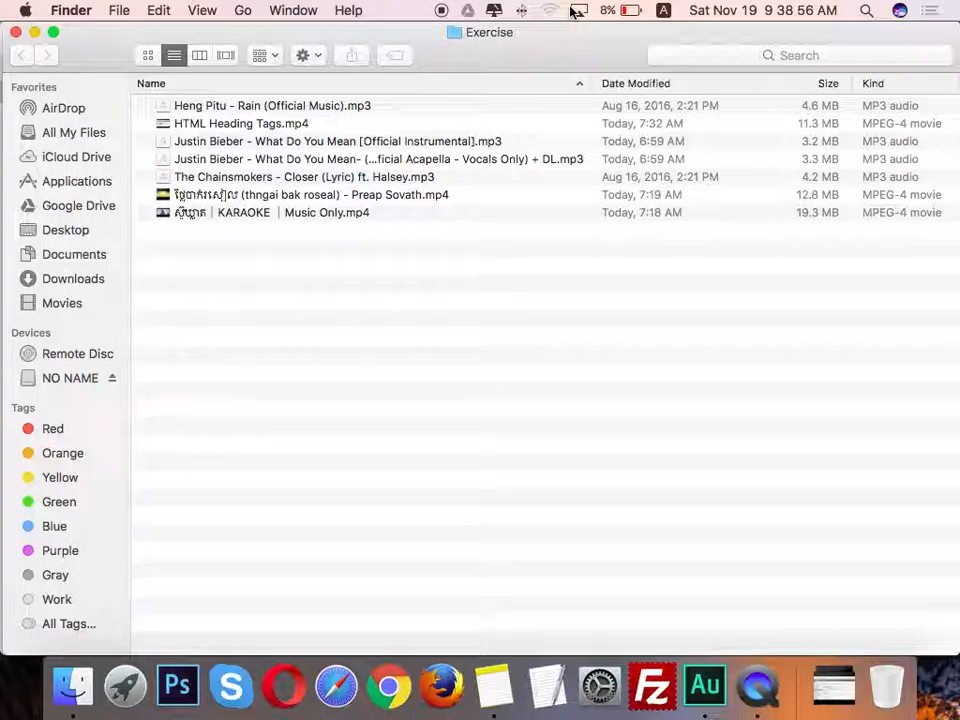 Finder File Edit View Go Window Help 8% A Sat Nov 19 9 38 56 AM
Exercise
Search
Favorites
AirDrop
All My Files
iCloud Drive
Applications
Google Drive
Desktop
Documents
Downloads
Movies
Devices
Remote Disc
NO NAME
Tags
Red
Orange
Yellow
Green
Blue
Purple
Gray
Work
All Tags...
Name Date Modified Size Kind
Heng Pitu - Rain (Official Music).mp3 Aug 16, 2016, 2:21 PM 4.6 MB MP3 audio
HTML Heading Tags.mp4 Today, 7:32 AM 11.3 MB MPEG-4 movie
Justin Bieber - What Do You Mean [Official Instrumental].mp3 Today, 6:59 AM 3.2 MB MP3 audio
Justin Bieber - What Do You Mean- (...ficial Acapella - Vocals Only) + DL.mp3 Today, 6:59 AM 3.3 MB MP3 audio
The Chainsmokers - Closer (Lyric) ft. Halsey.mp3 Aug 16, 2016, 2:21 PM 4.2 MB MP3 audio
(thngai bak roseal) - Preap Sovath.mp4 Today, 7:19 AM 12.8 MB MPEG-4 movie
| KARAOKE | Music Only.mp4 Today, 7:18 AM 19.3 MB MPEG-4 movie
Ps
S
Fz
Au